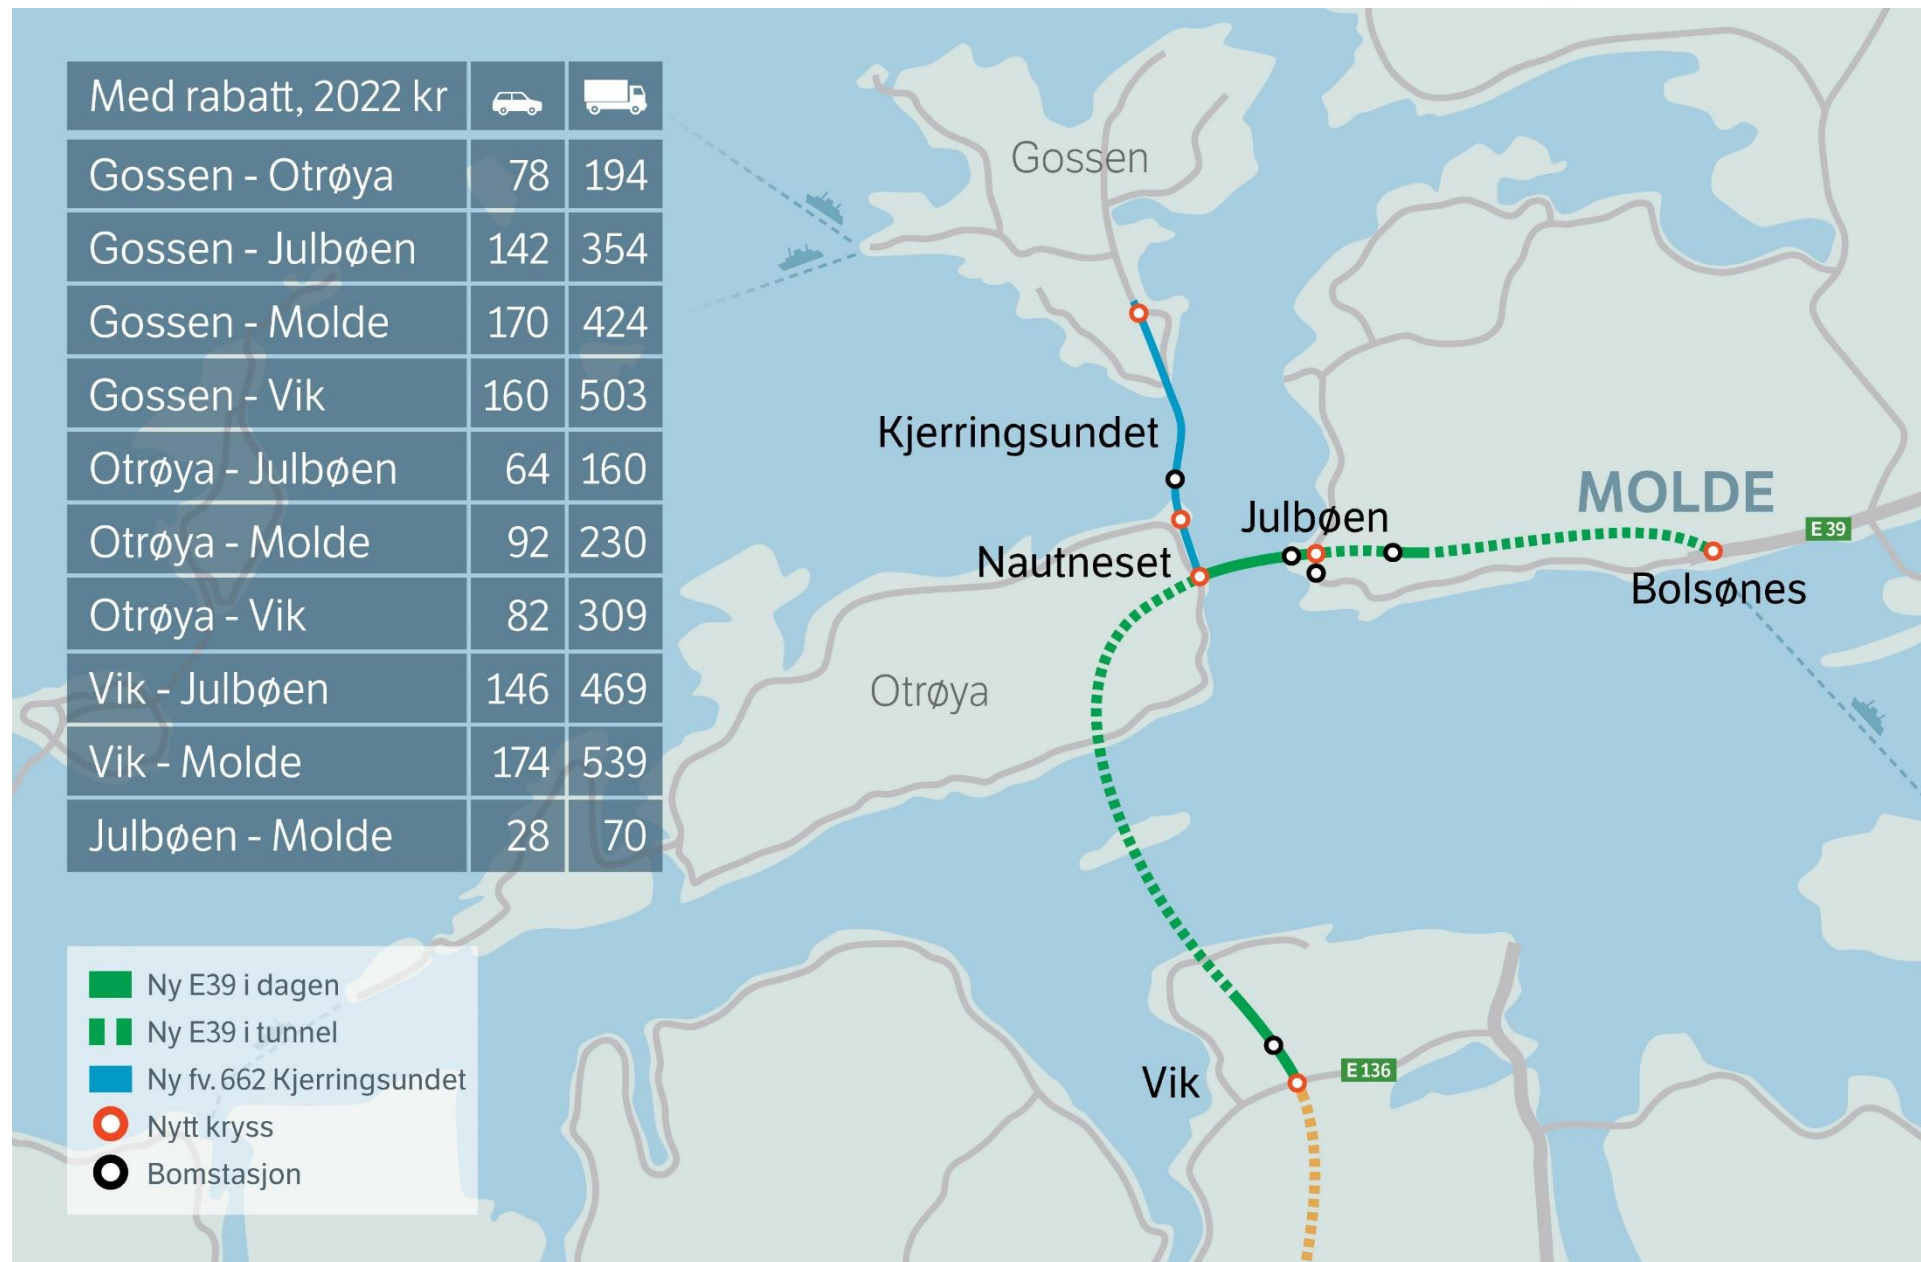 Med rabatt, 2022 kr
Gossen - Otrøya 78 194
Gossen - Julbøen 142 354
Gossen - Molde 170 424
Gossen - Vik 160 503
Otrøya - Julbøen 64 160
Otrøya - Molde 92 230
Otrøya - Vik 82 309
Vik - Julbøen 146 469
Vik - Molde 174 539
Julbøen - Molde 28 70
Ny E39 i dagen
Ny E39 i tunnel
Ny fv. 662 Kjerringsundet
Nytt kryss
Bomstasjon
Gossen
Kjerringsundet
MOLDE
Julbøen
E 39
Nautneset
Bolsønes
Otrøya
Vik
E 136